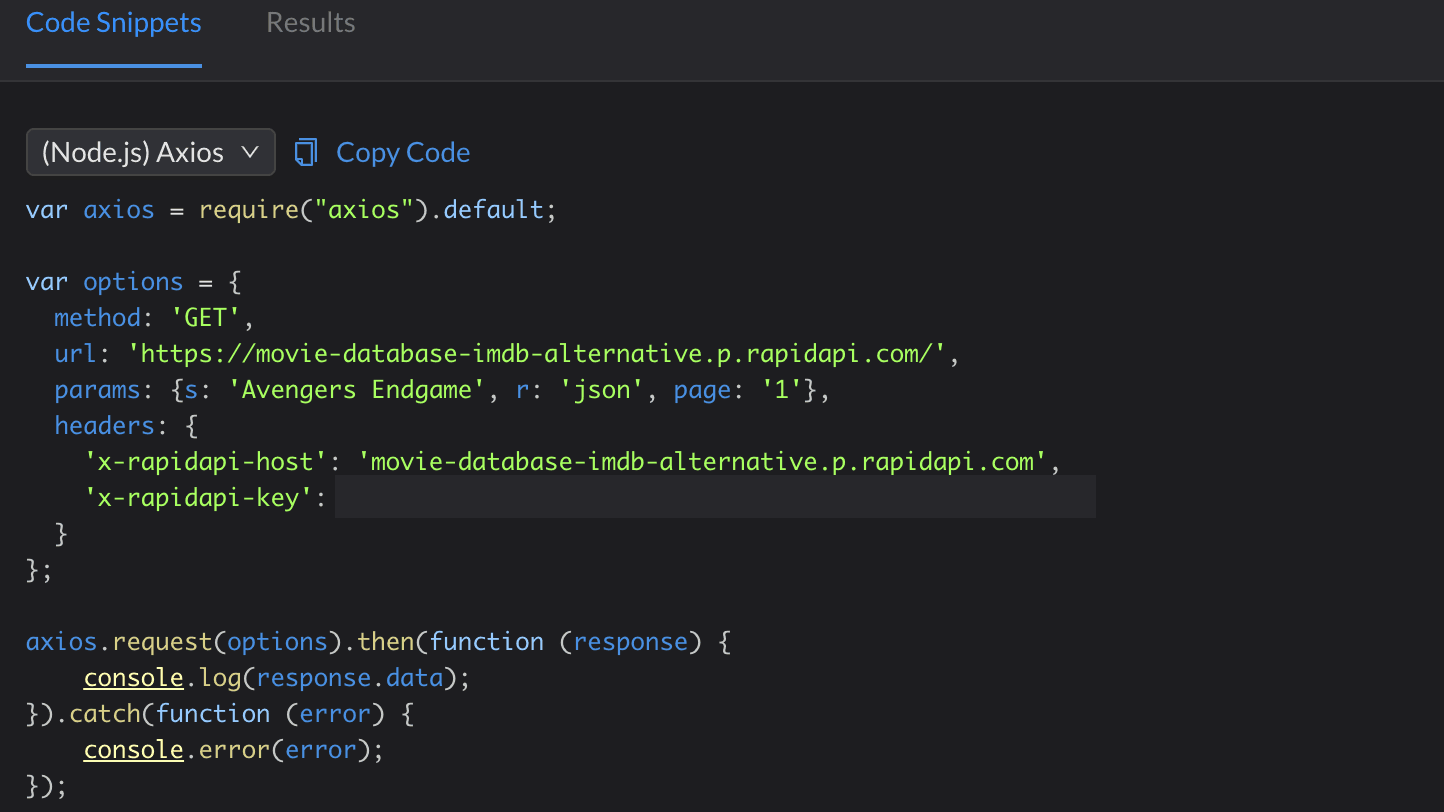 Code Snippets Results
(Node.js) Axios Copy Code
var axios = require("axios").default;
var options = {
  method: 'GET',
  url: 'https://movie-database-imdb-alternative.p.rapidapi.com/',
  params: {s: 'Avengers Endgame', r: 'json', page: '1'},
  headers: {
    'x-rapidapi-host': 'movie-database-imdb-alternative.p.rapidapi.com',
    'x-rapidapi-key':
  }
};
axios.request(options).then(function (response) {
    console.log(response.data);
}).catch(function (error) {
    console.error(error);
});